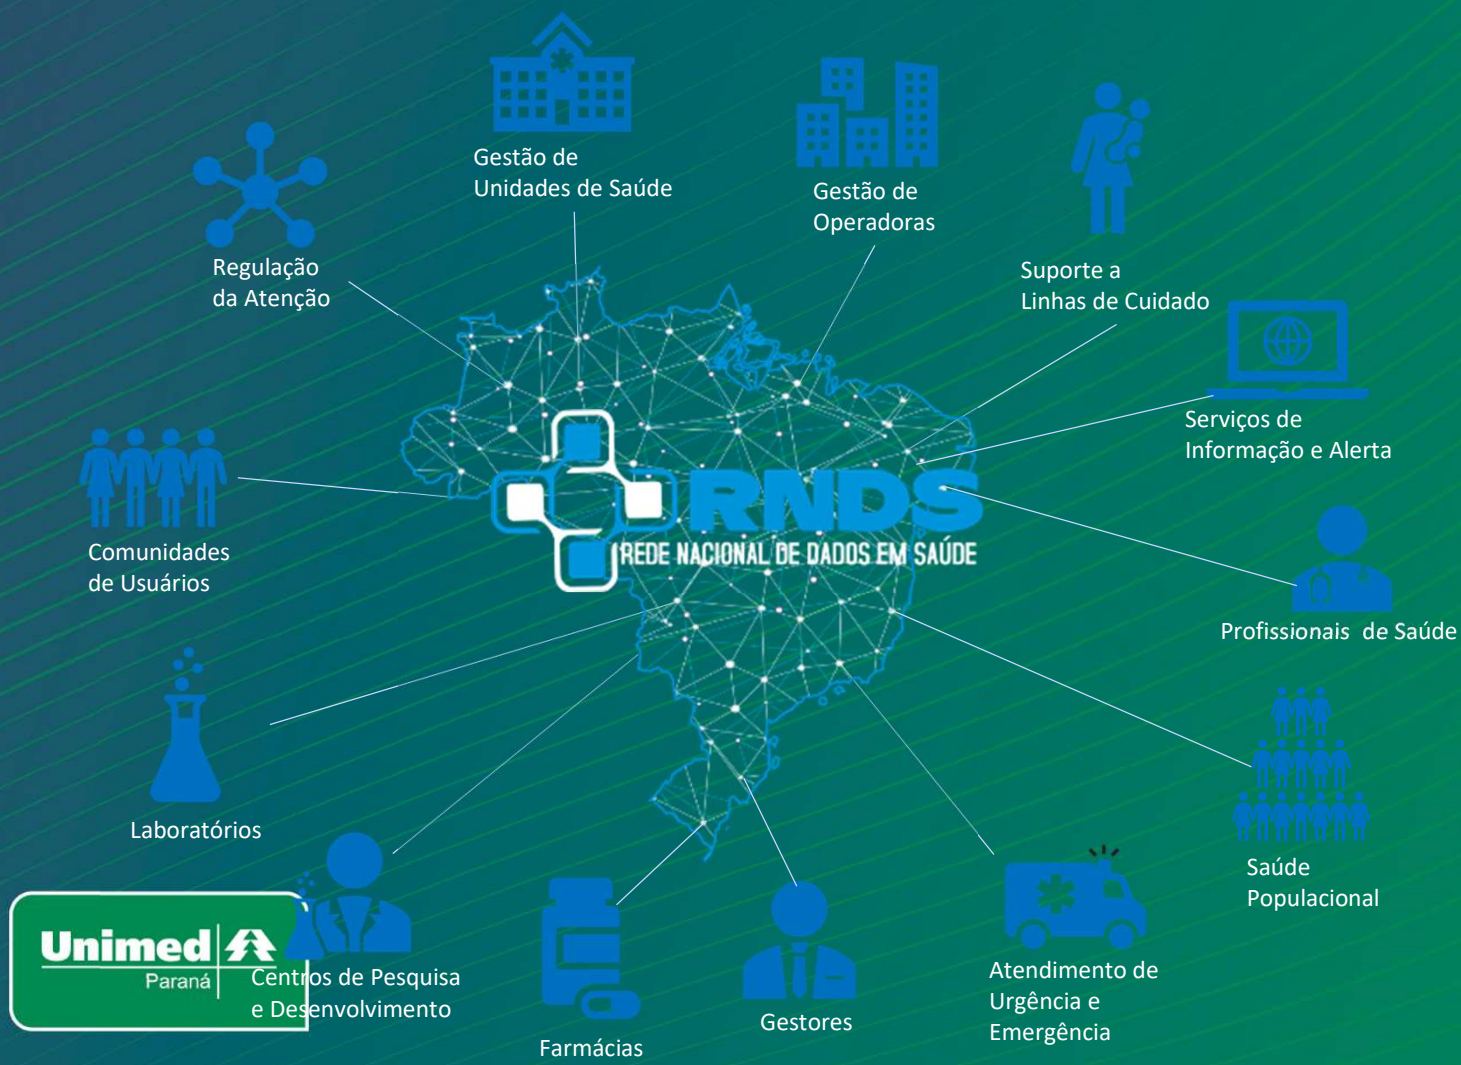 Gestão de
Unidades de Saúde
Gestão de
Operadoras
Regulação
da Atenção
Suporte a
Linhas de Cuidado
Serviços de
Informação e Alerta
RNDS
REDE NACIONAL DE DADOS EM SAÚDE
Comunidades
de Usuários
Profissionais de Saúde
Laboratórios
Saúde
Populacional
Unimed
Paraná
Centros de Pesquisa
e Desenvolvimento
Farmácias
Gestores
Atendimento de
Urgência e
Emergência